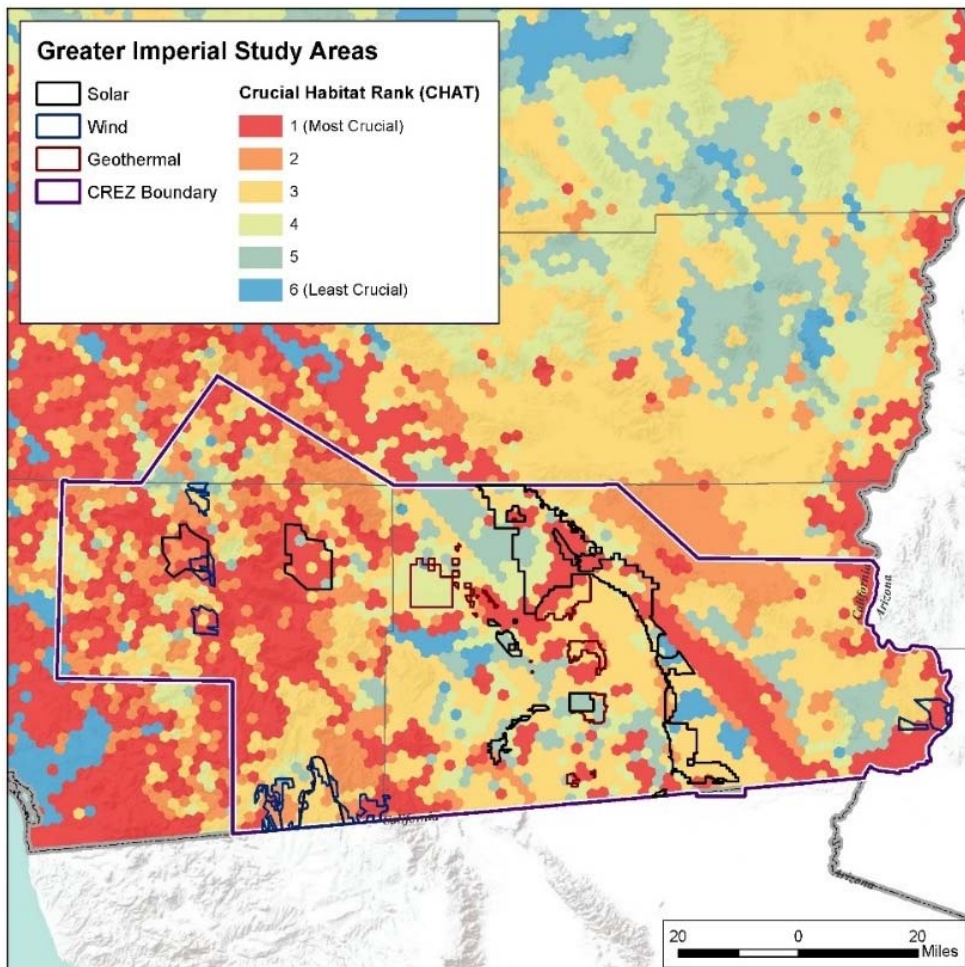 Greater Imperial Study Areas
Solar
Wind
Geothermal
CREZ Boundary
Crucial Habitat Rank (CHAT)
1 (Most Crucial)
2
3
4
5
6 (Least Crucial)
California
Arizona
California
Arizona
20 0 20
Miles